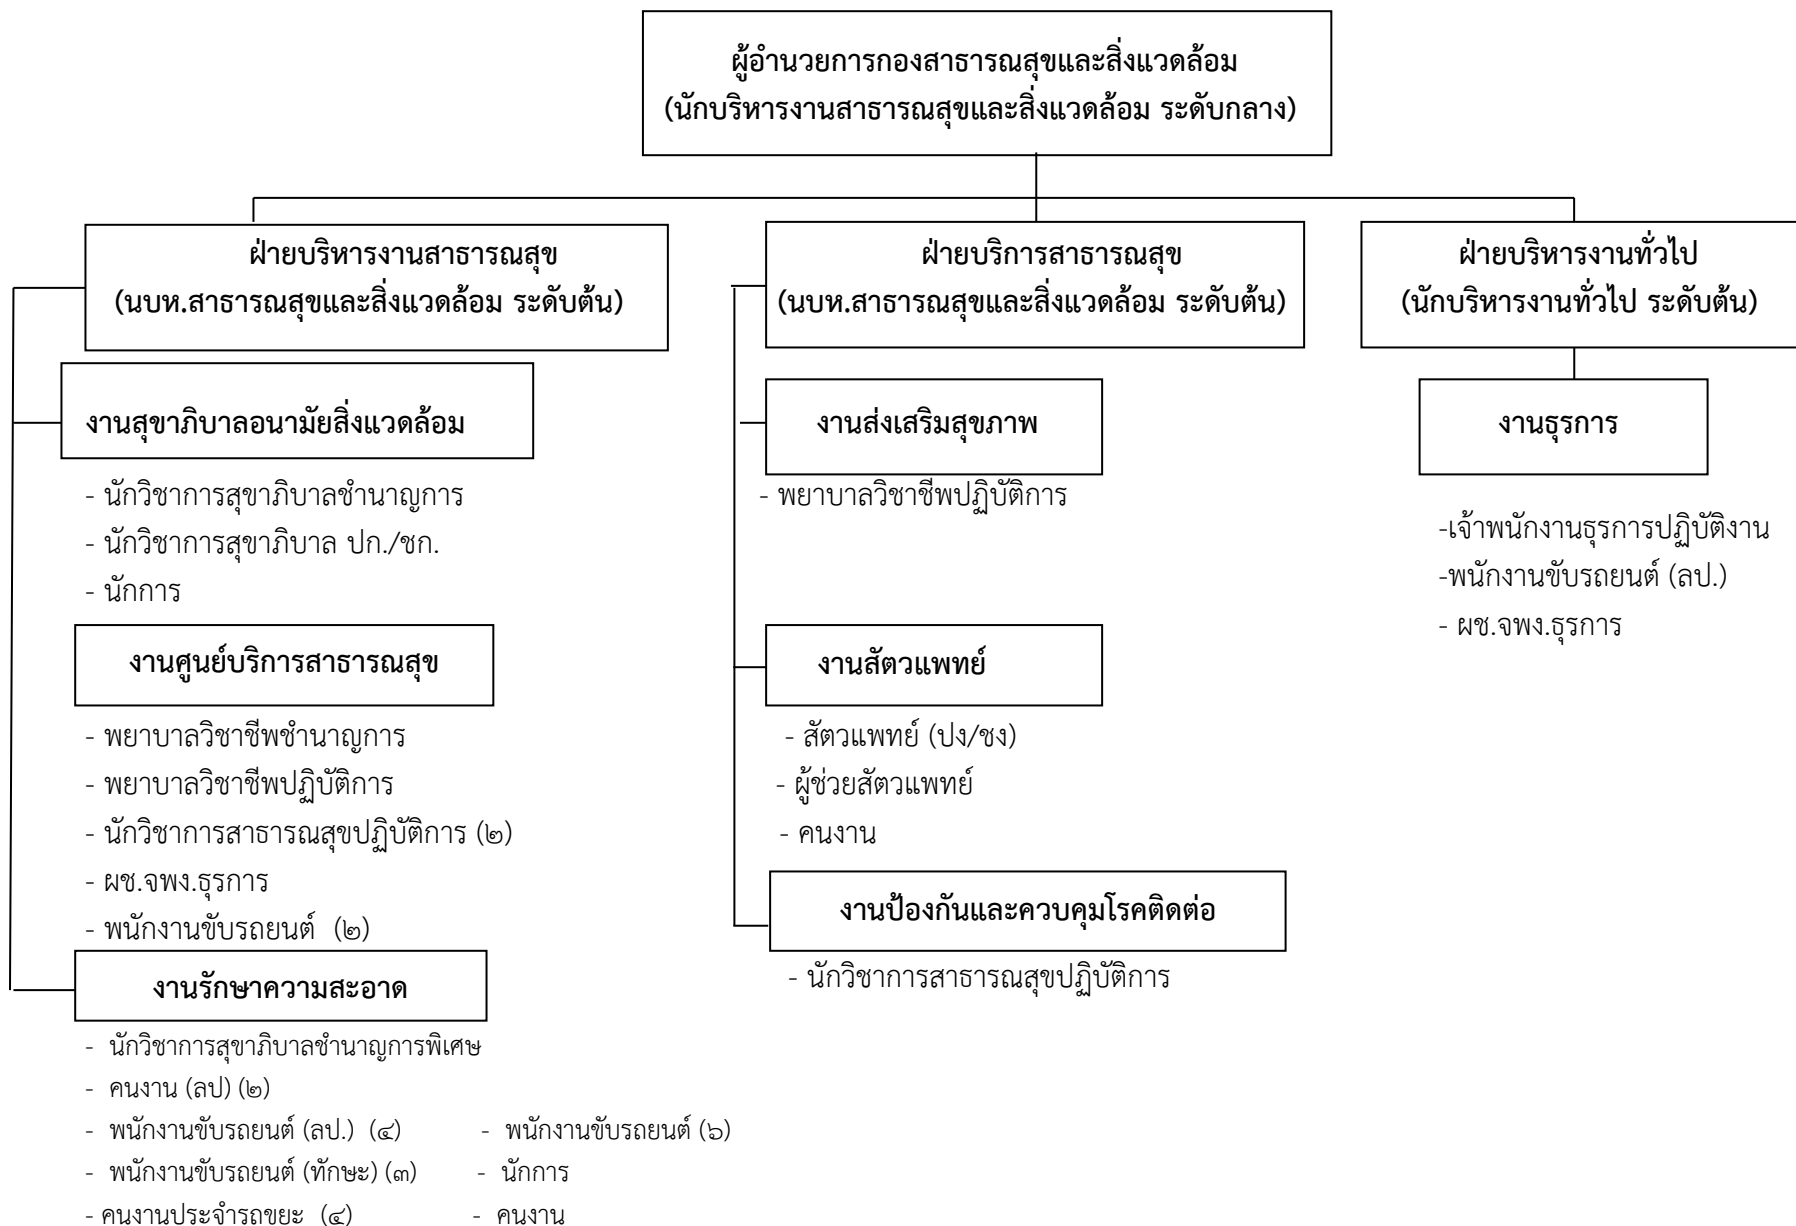 ผู้อำนวยการกองสาธารณสุขและสิ่งแวดล้อม
(นักบริหารงานสาธารณสุขและสิ่งแวดล้อม ระดับกลาง)
ฝ่ายบริหารงานสาธารณสุข
(นบห.สาธารณสุขและสิ่งแวดล้อม ระดับต้น)
งานสุขาภิบาลอนามัยสิ่งแวดล้อม
- นักวิชาการสุขาภิบาลชำนาญการ
- นักวิชาการสุขาภิบาล ปก./ชก.
- นักการ
งานศูนย์บริการสาธารณสุข
- พยาบาลวิชาชีพชำนาญการ
- พยาบาลวิชาชีพปฏิบัติการ
- นักวิชาการสาธารณสุขปฏิบัติการ (๒)
- ผช.จพง.ธุรการ
- พนักงานขับรถยนต์ (๒)
งานรักษาความสะอาด
- นักวิชาการสุขาภิบาลชำนาญการพิเศษ
- คนงาน (ลป) (๒)
- พนักงานขับรถยนต์ (ลป.) (๔)
- พนักงานขับรถยนต์ (ทักษะ) (๓)
- คนงานประจำรถขยะ (๔)
- พนักงานขับรถยนต์ (๖)
- นักการ
- คนงาน
ฝ่ายบริการสาธารณสุข
(นบห.สาธารณสุขและสิ่งแวดล้อม ระดับต้น)
งานส่งเสริมสุขภาพ
- พยาบาลวิชาชีพปฏิบัติการ
งานสัตวแพทย์
- สัตวแพทย์ (ปง/ชง)
- ผู้ช่วยสัตวแพทย์
- คนงาน
งานป้องกันและควบคุมโรคติดต่อ
- นักวิชาการสาธารณสุขปฏิบัติการ
ฝ่ายบริหารงานทั่วไป
(นักบริหารงานทั่วไป ระดับต้น)
งานธุรการ
-เจ้าพนักงานธุรการปฏิบัติงาน
-พนักงานขับรถยนต์ (ลป.)
- ผช.จพง.ธุรการ